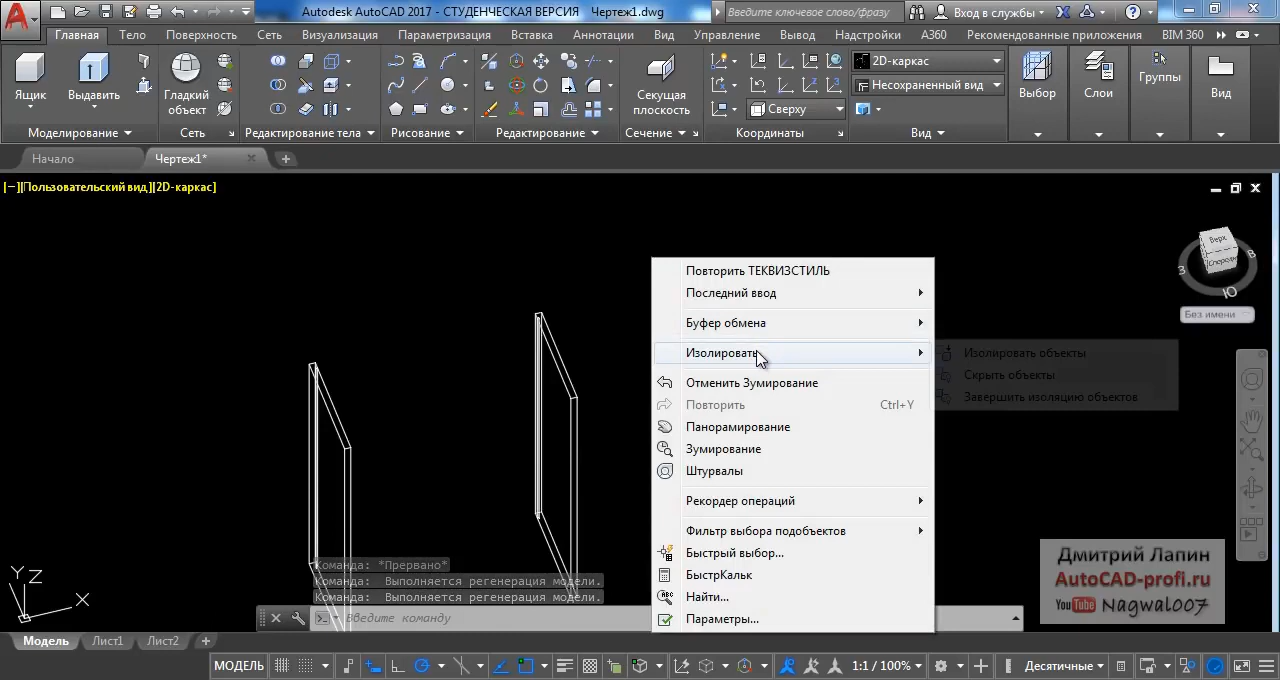 Autodesk AutoCAD 2017 - СТУДЕНЧЕСКАЯ ВЕРСИЯ Чертеж1.dwg
Введите ключевое слово/фразу
Вход в службы
Главная Тело Поверхность Сеть Визуализация Параметризация Вставка Аннотации Вид Управление Вывод Надстройки A360 Рекомендованные приложения BIM 360
Ящик
Выдавить
Гладкий объект
Секущая плоскость
Сверху
2D-каркас
Несохраненный вид
Выбор
Слои
Группы
Вид
Моделирование Сеть Редактирование тела Рисование Редактирование Сечение Координаты Вид
Начало Чертеж1*
[−][Пользовательский вид][2D-каркас]
Верх
Спереди
З
В
Ю
Без имени
Повторить ТЕКВИЗСТИЛЬ
Последний ввод
Буфер обмена
Изолировать
Отменить Зумирование
Повторить Ctrl+Y
Панорамирование
Зумирование
Штурвалы
Рекордер операций
Фильтр выбора подобъектов
Быстрый выбор...
БыстрКальк
Найти...
Параметры...
Изолировать объекты
Скрыть объекты
Завершить изоляцию объектов
Команда: *Прервано*
Команда: Выполняется регенерация модели.
Команда: Выполняется регенерация модели.
Введите команду
Y
Z
X
Дмитрий Лапин
AutoCAD-profi.ru
YouTube Nagwal007
Модель Лист1 Лист2
МОДЕЛЬ 1:1 / 100% Десятичные